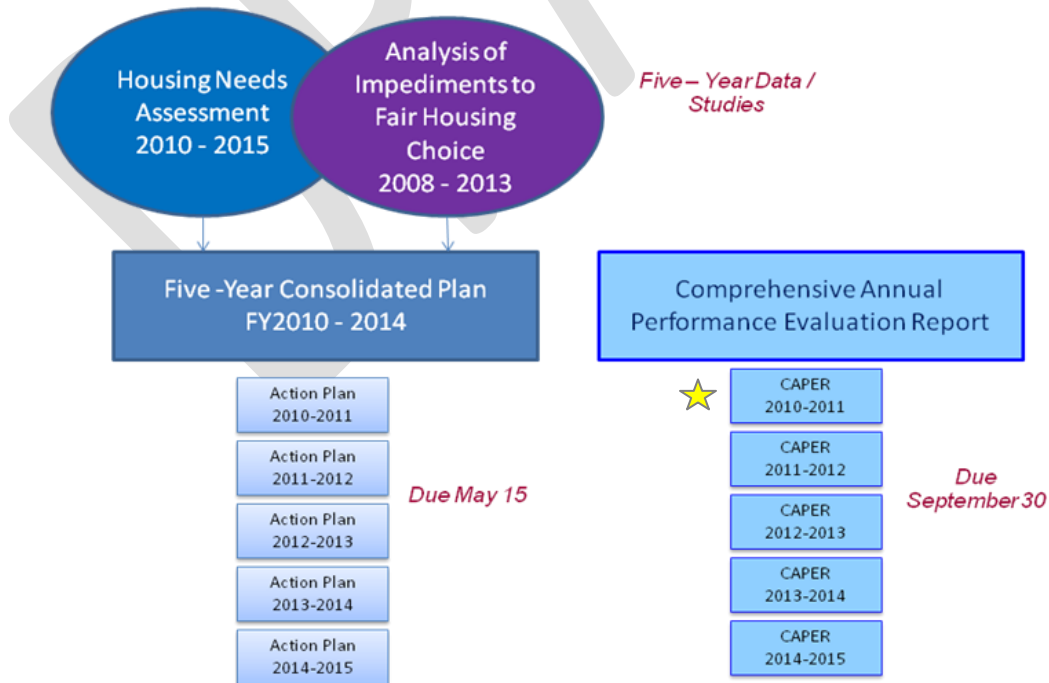 Housing Needs
Assessment
2010 - 2015
Analysis of
Impediments to
Fair Housing
Choice
2008 - 2013
Five – Year Data /
Studies
Five -Year Consolidated Plan
FY2010 - 2014
Comprehensive Annual
Performance Evaluation Report
Action Plan
2010-2011
Action Plan
2011-2012
Action Plan
2012-2013
Action Plan
2013-2014
Action Plan
2014-2015
Due May 15
CAPER
2010-2011
CAPER
2011-2012
CAPER
2012-2013
CAPER
2013-2014
CAPER
2014-2015
Due
September 30